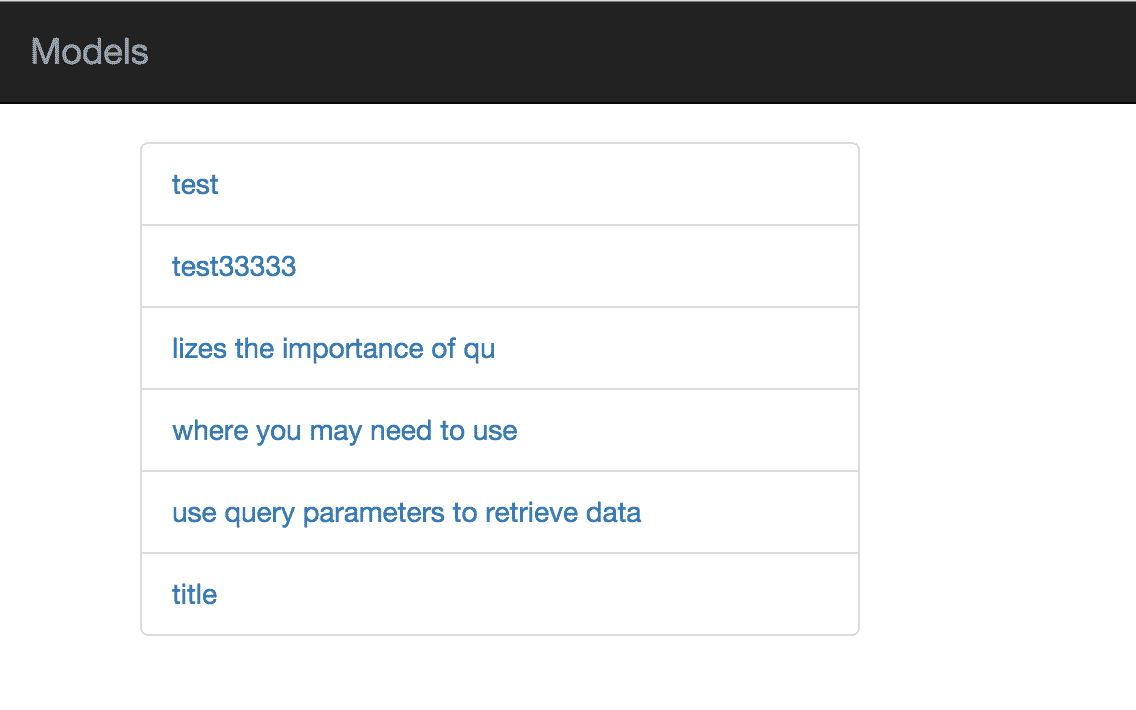 Models
test
test33333
lizes the importance of qu
where you may need to use
use query parameters to retrieve data
title